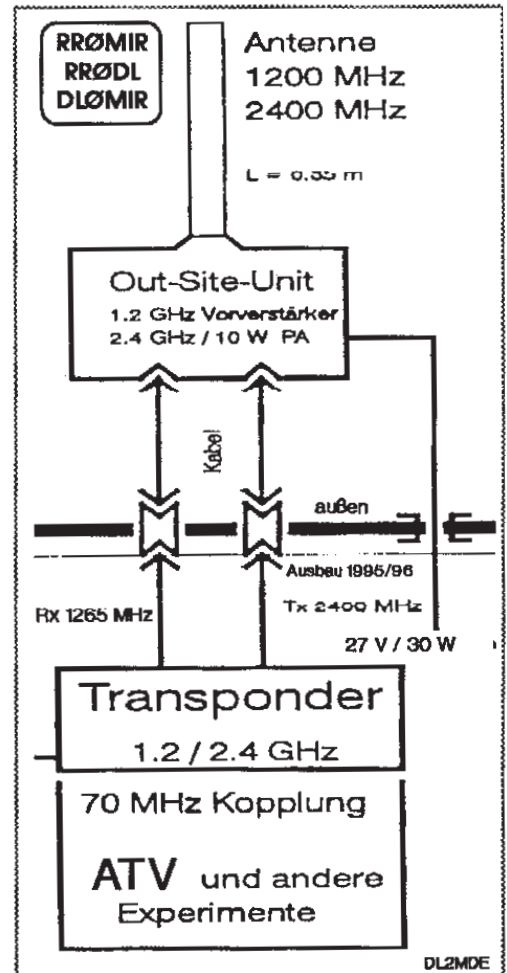 RRØMIR
RRØDL
DLØMIR
Antenne
1200 MHz
2400 MHz
L = 0.35 m
Out-Site-Unit
1.2 GHz Vorverstärker
2.4 GHz / 10 W PA
Kabel
außen
Ausbau 1995/96
Rx 1265 MHz
Tx 2400 MHz
27 V / 30 W
Transponder
1.2 / 2.4 GHz
70 MHz Kopplung
ATV und andere
Experimente
DL2MDE